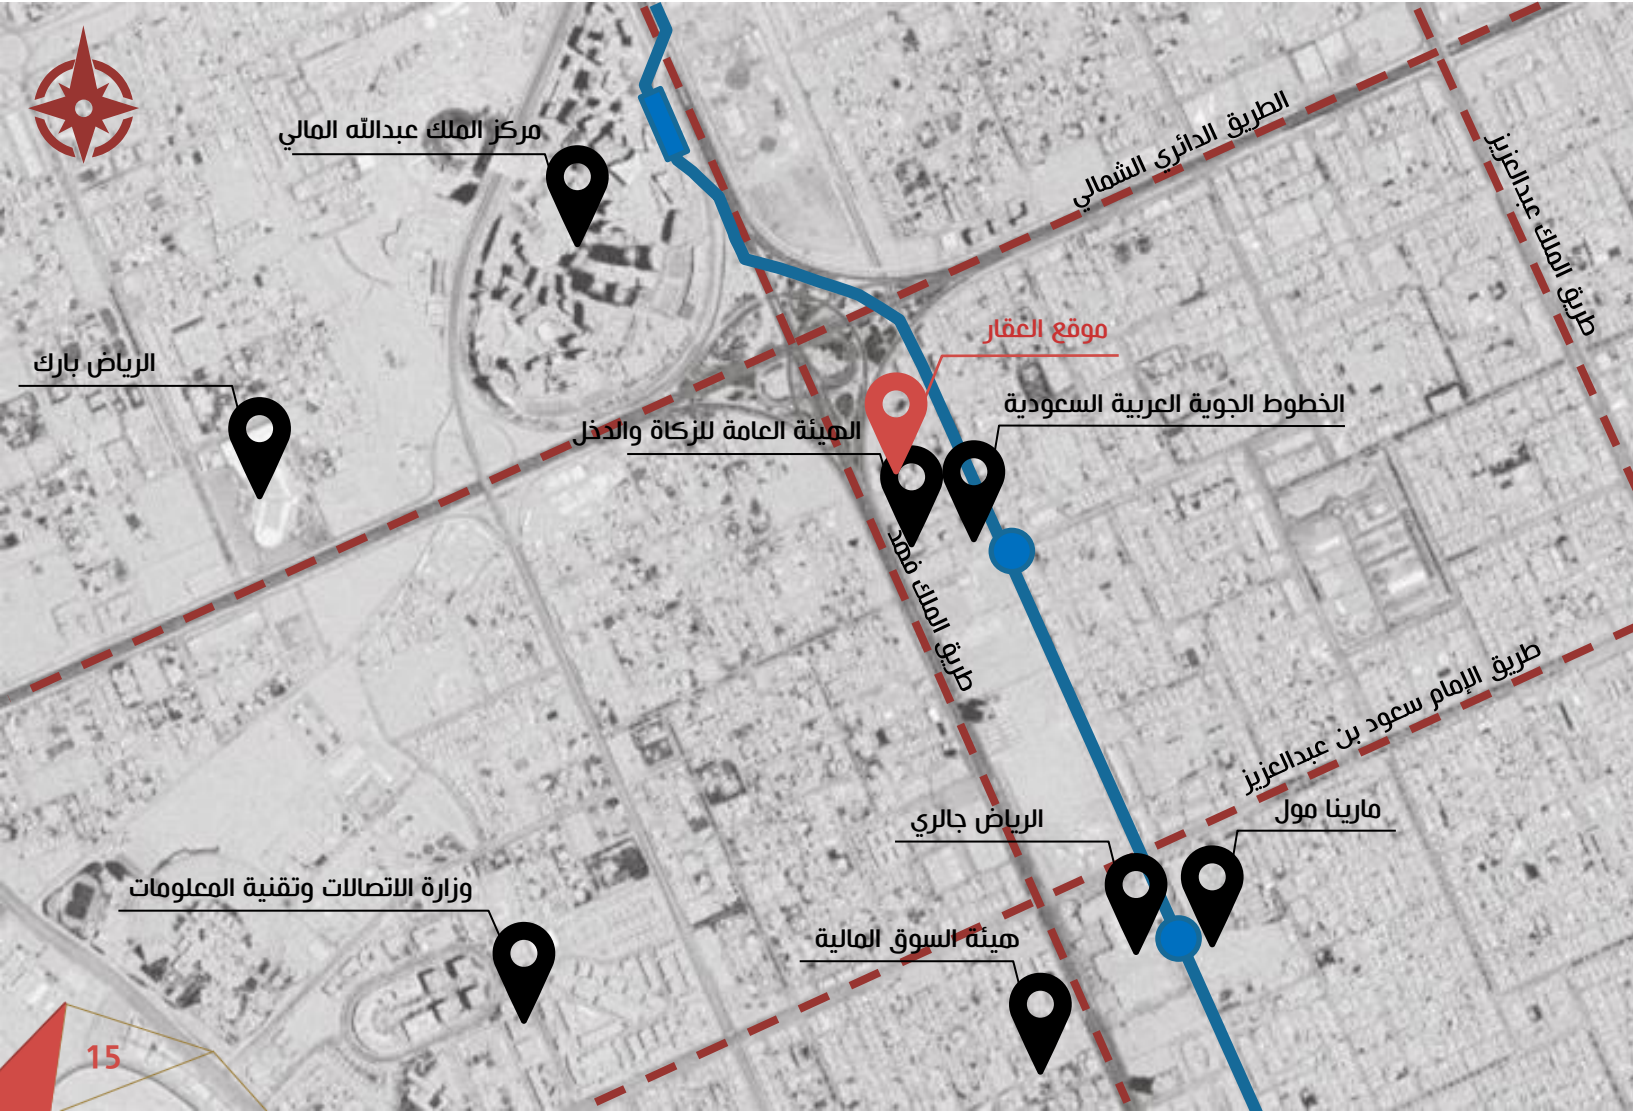 الطريق الدائري الشمالي
مركز الملك عبدالله المالي
طريق الملك عبدالعزيز
موقع العقار
الرياض بارك
الخطوط الجوية العربية السعودية
الهيئة العامة للزكاة والدخل
طريق الملك فهد
طريق الإمام سعود بن عبدالعزيز
مارينا مول
الرياض جالري
وزارة الاتصالات وتقنية المعلومات
هيئة السوق المالية
15